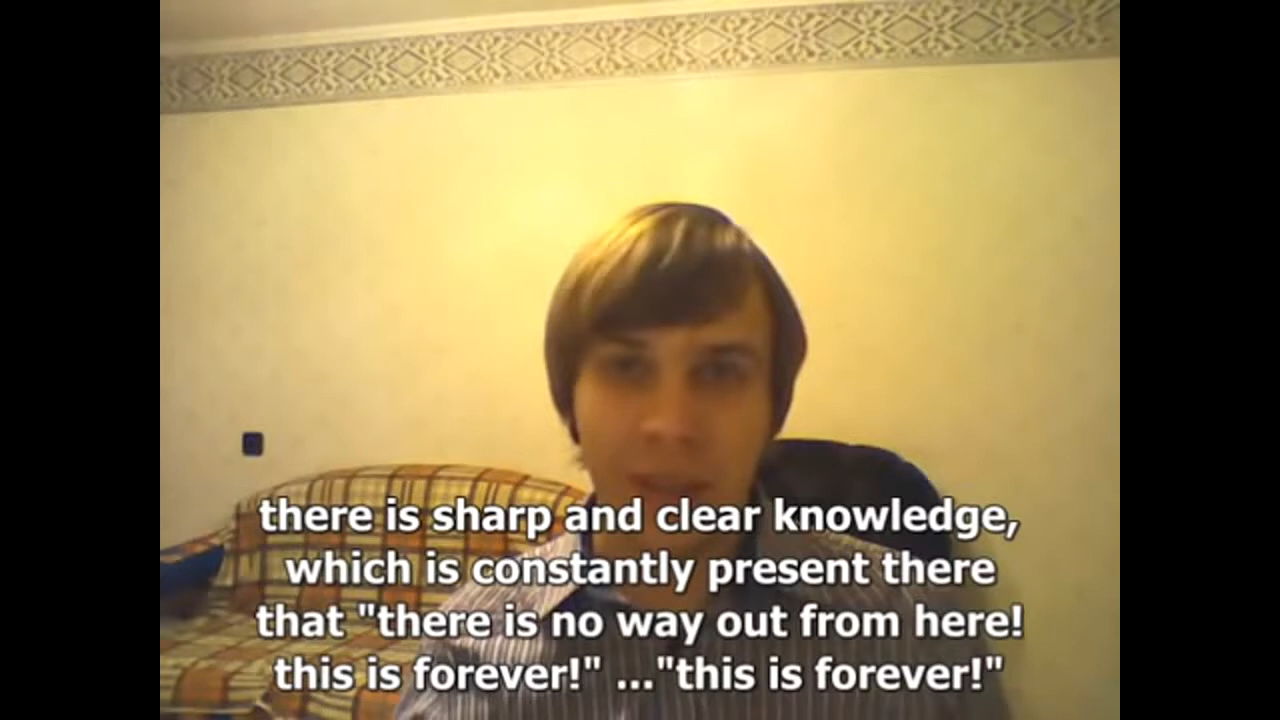 there is sharp and clear knowledge,
which is constantly present there
that "there is no way out from here!
this is forever!" ..."this is forever!"